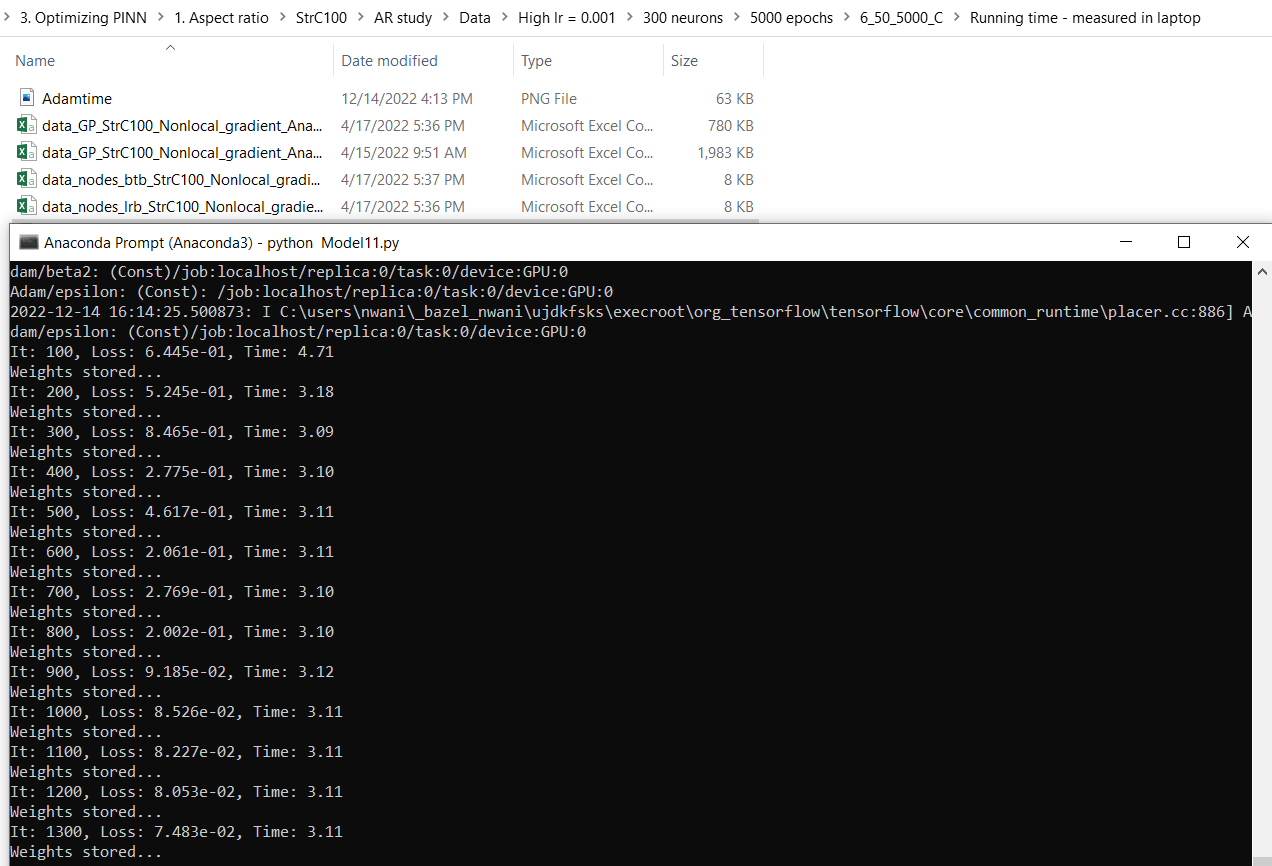 3. Optimizing PINN > 1. Aspect ratio > StrC100 > AR study > Data > High lr = 0.001 > 300 neurons > 5000 epochs > 6_50_5000_C > Running time - measured in laptop
Name Date modified Type Size
Adamtime 12/14/2022 4:13 PM PNG File 63 KB
data_GP_StrC100_Nonlocal_gradient_Ana... 4/17/2022 5:36 PM Microsoft Excel Co... 780 KB
data_GP_StrC100_Nonlocal_gradient_Ana... 4/15/2022 9:51 AM Microsoft Excel Co... 1,983 KB
data_nodes_btb_StrC100_Nonlocal_gradi... 4/17/2022 5:37 PM Microsoft Excel Co... 8 KB
data_nodes_lrb_StrC100_Nonlocal_gradie... 4/17/2022 5:36 PM Microsoft Excel Co... 8 KB
Anaconda Prompt (Anaconda3) - python  Model11.py
dam/beta2: (Const)/job:localhost/replica:0/task:0/device:GPU:0
Adam/epsilon: (Const): /job:localhost/replica:0/task:0/device:GPU:0
2022-12-14 16:14:25.500873: I C:\users\nwani\_bazel_nwani\ujdkfsks\execroot\org_tensorflow\tensorflow\core\common_runtime\placer.cc:886] A
dam/epsilon: (Const)/job:localhost/replica:0/task:0/device:GPU:0
It: 100, Loss: 6.445e-01, Time: 4.71
Weights stored...
It: 200, Loss: 5.245e-01, Time: 3.18
Weights stored...
It: 300, Loss: 8.465e-01, Time: 3.09
Weights stored...
It: 400, Loss: 2.775e-01, Time: 3.10
Weights stored...
It: 500, Loss: 4.617e-01, Time: 3.11
Weights stored...
It: 600, Loss: 2.061e-01, Time: 3.11
Weights stored...
It: 700, Loss: 2.769e-01, Time: 3.10
Weights stored...
It: 800, Loss: 2.002e-01, Time: 3.10
Weights stored...
It: 900, Loss: 9.185e-02, Time: 3.12
Weights stored...
It: 1000, Loss: 8.526e-02, Time: 3.11
Weights stored...
It: 1100, Loss: 8.227e-02, Time: 3.11
Weights stored...
It: 1200, Loss: 8.053e-02, Time: 3.11
Weights stored...
It: 1300, Loss: 7.483e-02, Time: 3.11
Weights stored...